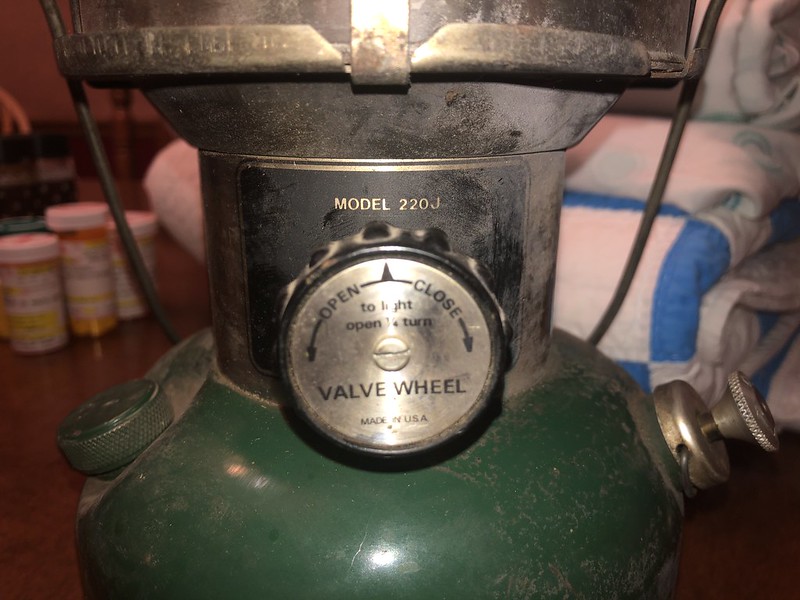 MODEL 220J
OPEN CLOSE
to light
open ¼ turn
VALVE WHEEL
MADE IN U.S.A